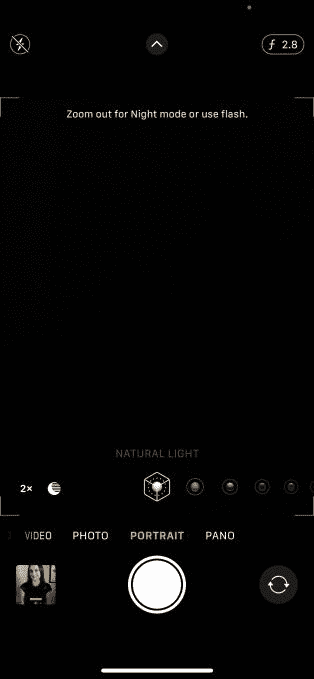 ƒ 2.8
Zoom out for Night mode or use flash.
NATURAL LIGHT
2×
VIDEO PHOTO PORTRAIT PANO